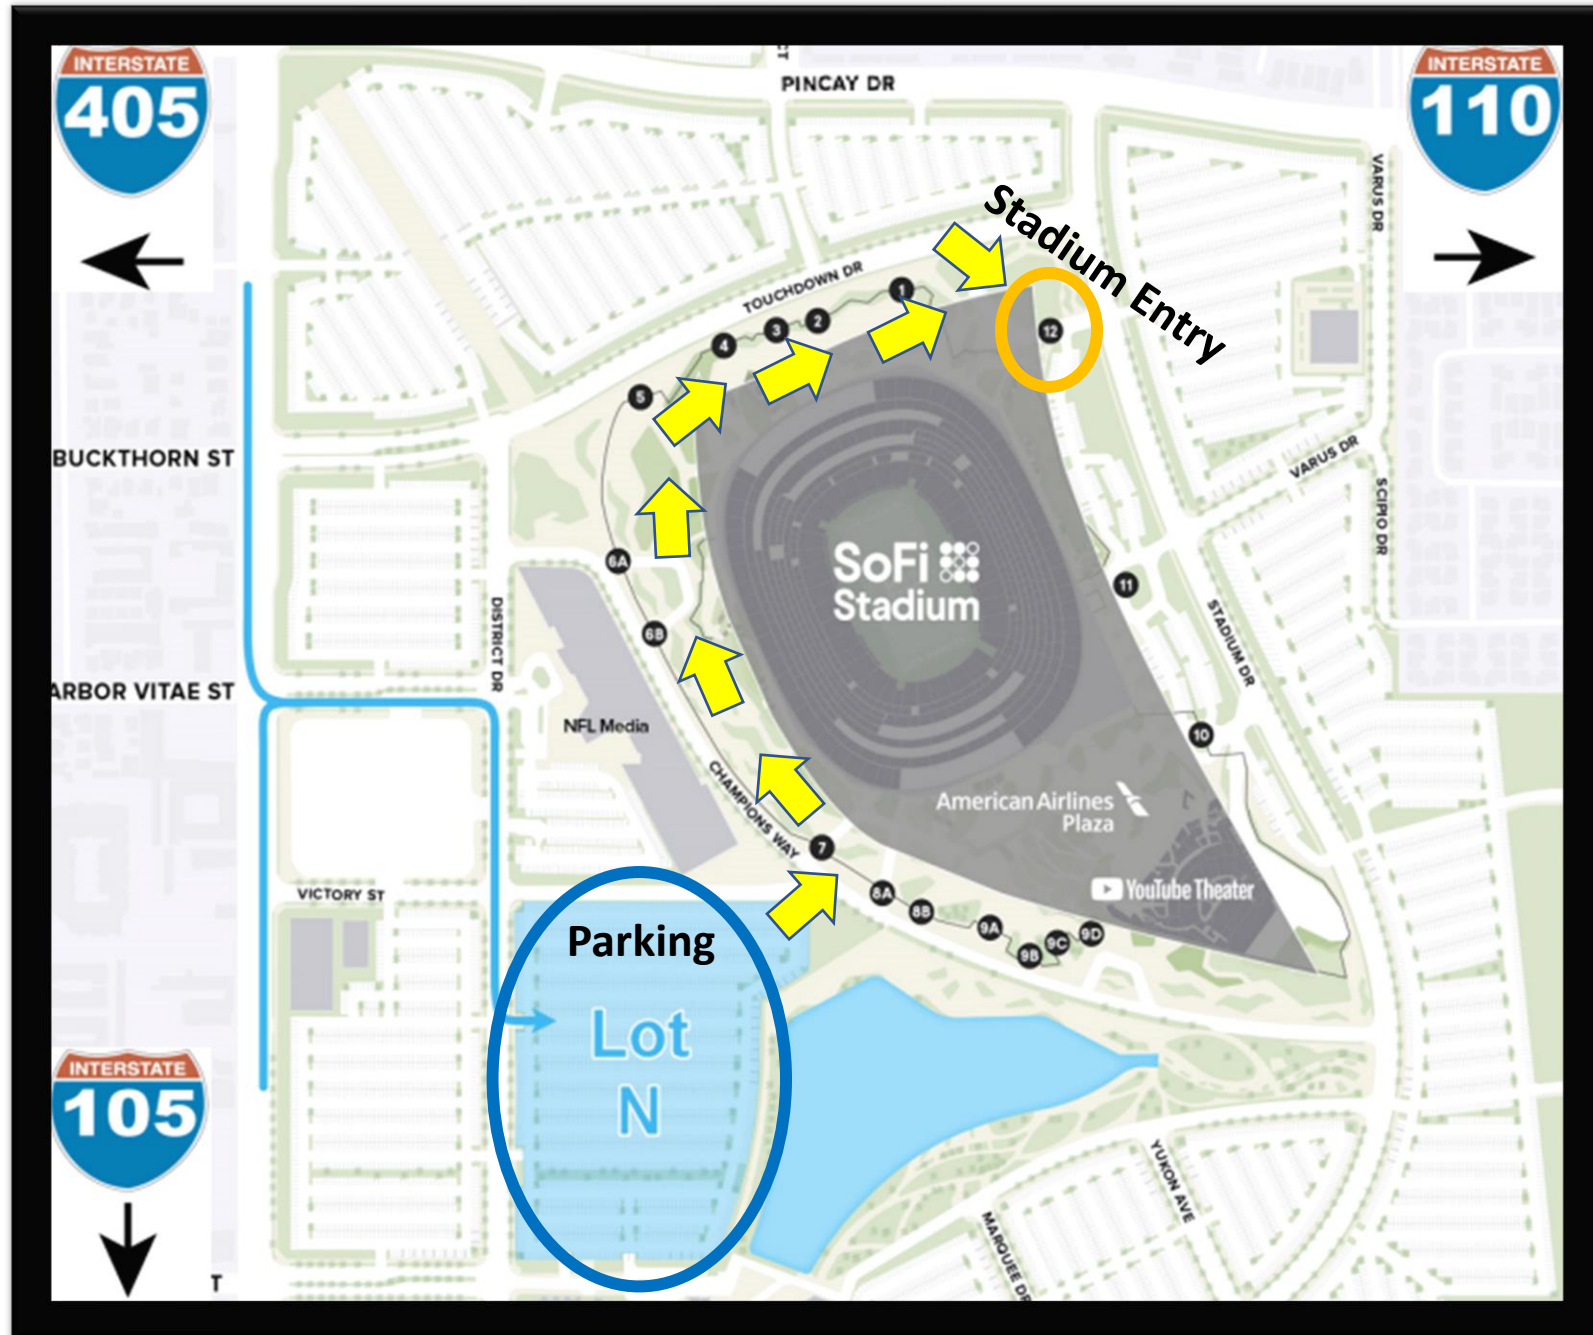 INTERSTATE
405
PINCAY DR
INTERSTATE
110
VARUS DR
Stadium Entry
TOUCHDOWN DR
1
2
3
4
5
12
BUCKTHORN ST
VARUS DR
SCIPIO DR
SoFi
Stadium
6A
6B
11
DISTRICT DR
STADIUM DR
ARBOR VITAE ST
NFL Media
10
CHAMPIONS WAY
American Airlines
Plaza
7
8A
8B
9A
9B
9C
9D
YouTube Theater
VICTORY ST
Parking
Lot
N
INTERSTATE
105
YUKON AVE
MARQUEE DR
T
CT